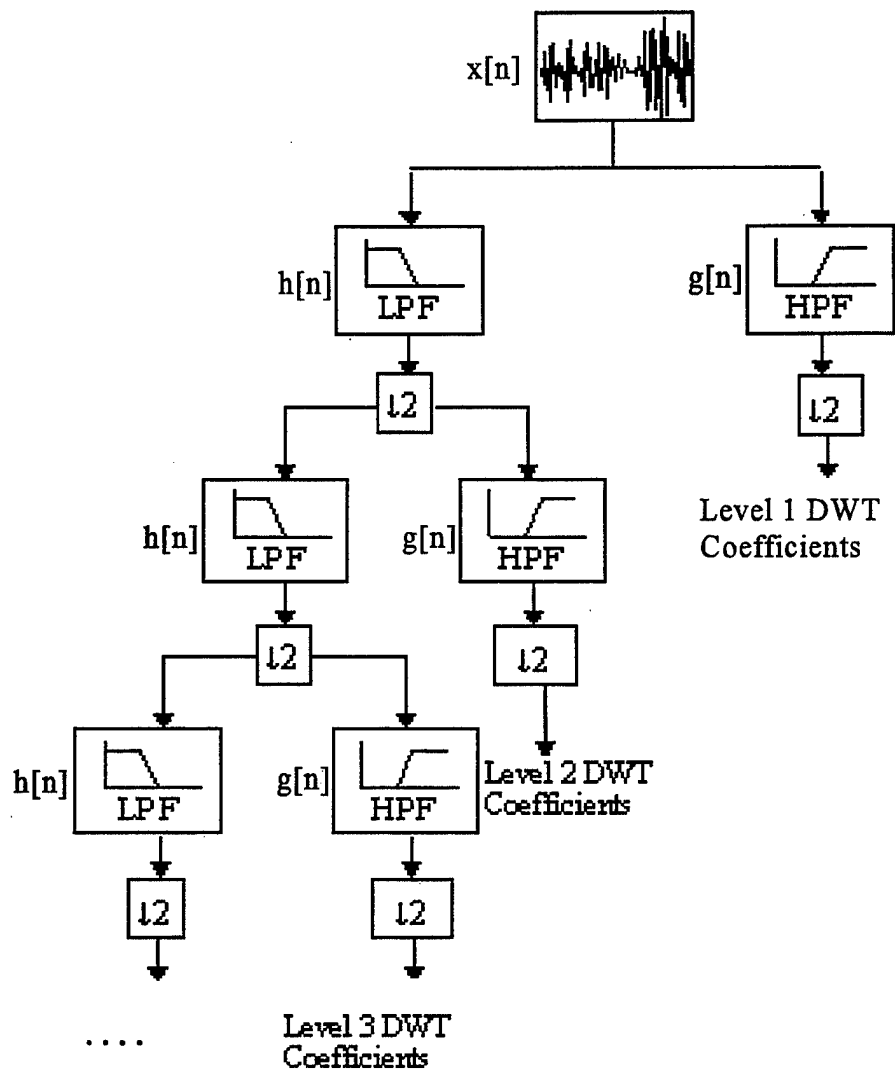 x[n]
h[n]
LPF
g[n]
HPF
↓2
↓2
Level 1 DWT
Coefficients
h[n]
LPF
g[n]
HPF
↓2
↓2
Level 2 DWT
Coefficients
h[n]
LPF
g[n]
HPF
↓2
↓2
....
Level 3 DWT
Coefficients